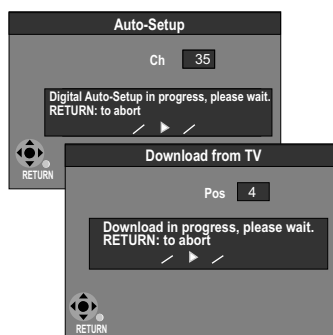 Auto-Setup
Ch 35
Digital Auto-Setup in progress, please wait.
RETURN: to abort
RETURN
Download from TV
Pos 4
Download in progress, please wait.
RETURN: to abort
RETURN